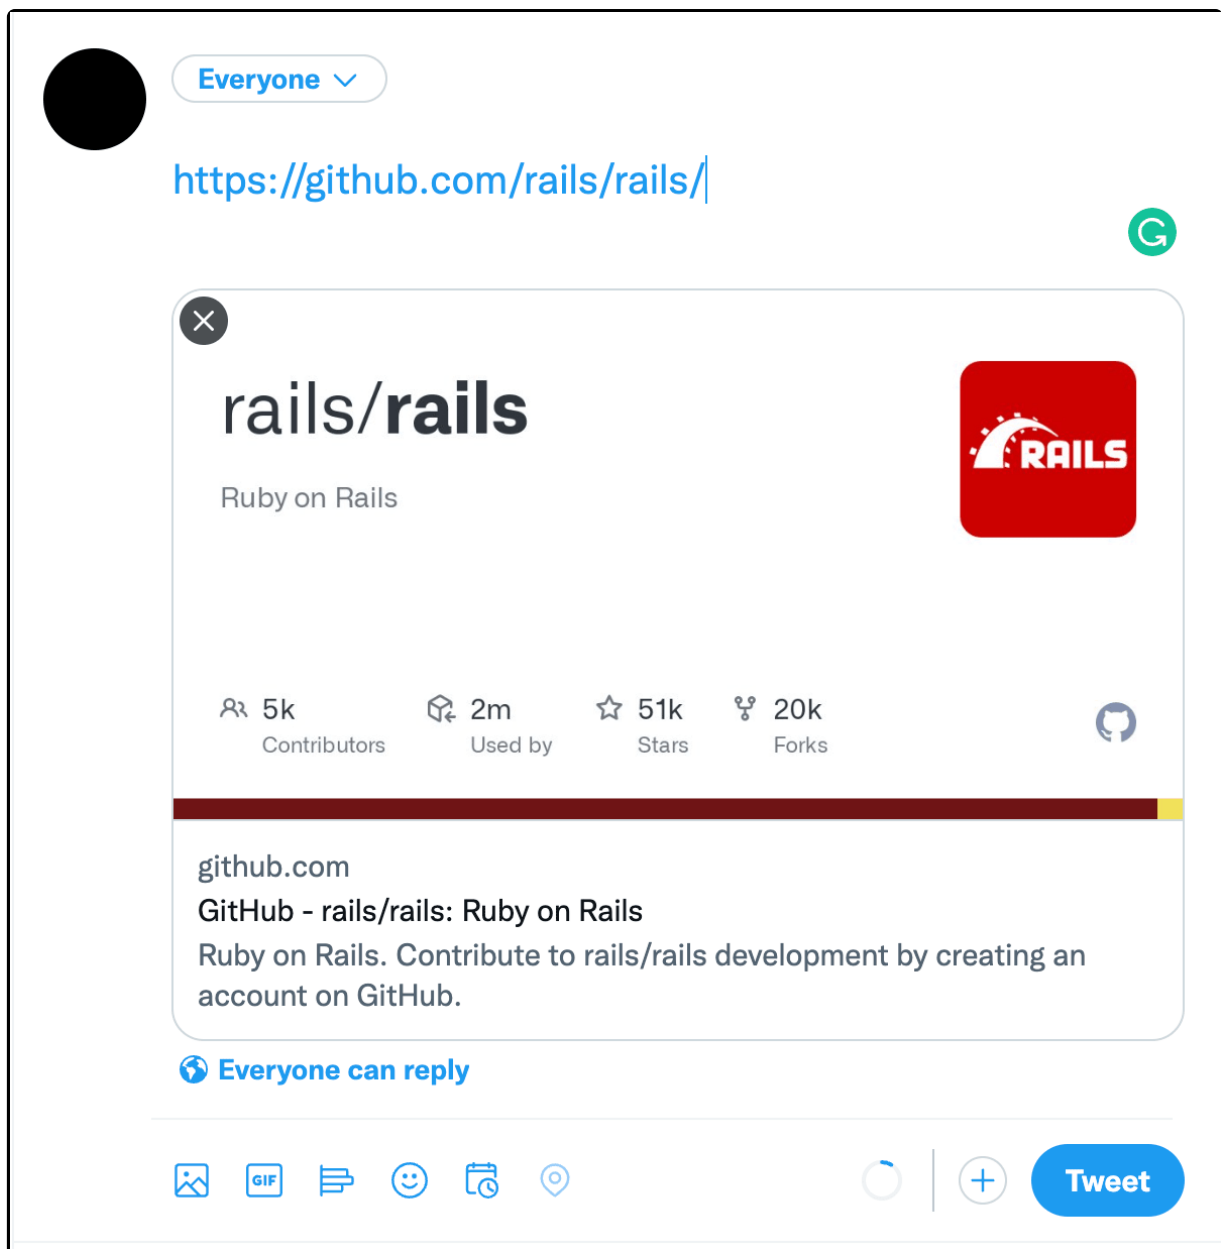 Everyone
https://github.com/rails/rails/
rails/rails
RAILS
Ruby on Rails
5k
Contributors
2m
Used by
51k
Stars
20k
Forks
github.com
GitHub - rails/rails: Ruby on Rails
Ruby on Rails. Contribute to rails/rails development by creating an
account on GitHub.
Everyone can reply
GIF
Tweet